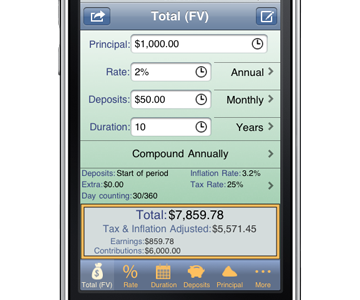 Total (FV)
Principal: $1,000.00
Rate: 2% Annual
Deposits: $50.00 Monthly
Duration: 10 Years
Compound Annually
Deposits: Start of period Inflation Rate: 3.2%
Extra: $0.00 Tax Rate: 25%
Day counting: 30/360
Total: $7,859.78
Tax & Inflation Adjusted: $5,571.45
Earnings: $859.78
Contributions: $6,000.00
Total (FV) % Rate Duration Deposits Principal More